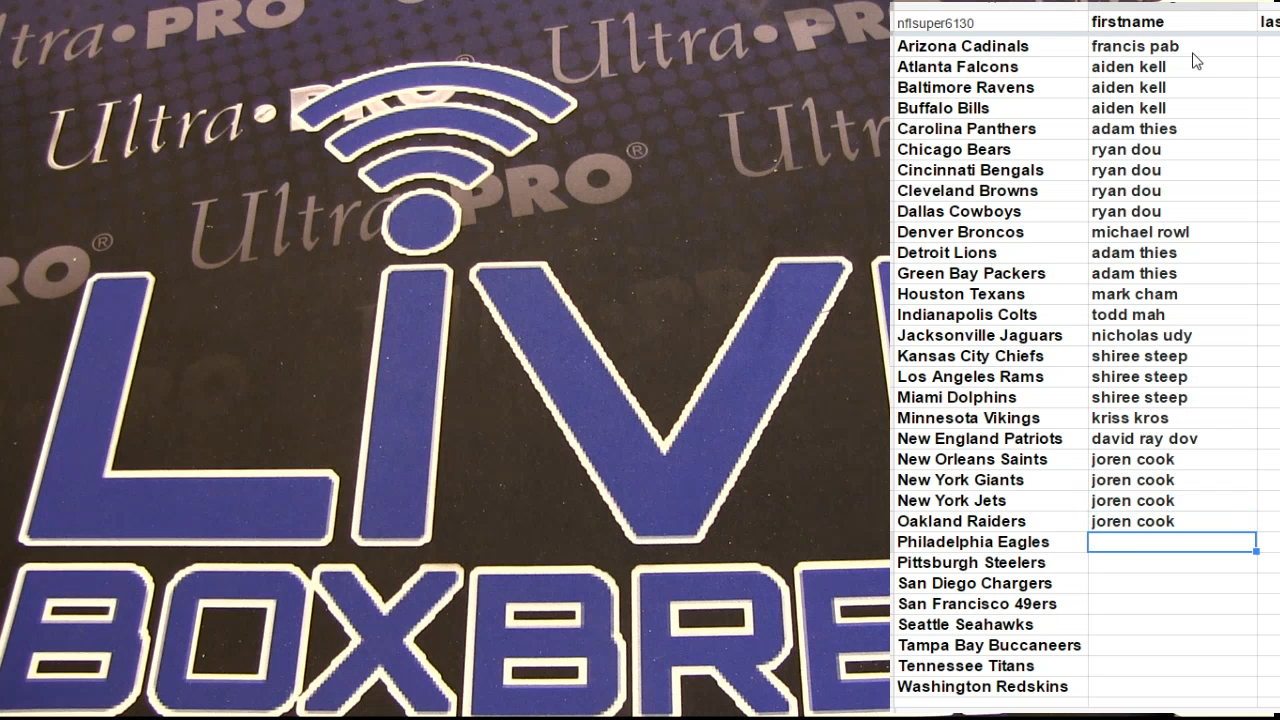 ltra•PRO
Ultra•PR
Ultra•
Ultra
Ultra PRO®
RO®
LiV
BOXBRE
nflsuper6130 firstname las
Arizona Cadinals francis pab
Atlanta Falcons aiden kell
Baltimore Ravens aiden kell
Buffalo Bills aiden kell
Carolina Panthers adam thies
Chicago Bears ryan dou
Cincinnati Bengals ryan dou
Cleveland Browns ryan dou
Dallas Cowboys ryan dou
Denver Broncos michael rowl
Detroit Lions adam thies
Green Bay Packers adam thies
Houston Texans mark cham
Indianapolis Colts todd mah
Jacksonville Jaguars nicholas udy
Kansas City Chiefs shiree steep
Los Angeles Rams shiree steep
Miami Dolphins shiree steep
Minnesota Vikings kriss kros
New England Patriots david ray dov
New Orleans Saints joren cook
New York Giants joren cook
New York Jets joren cook
Oakland Raiders joren cook
Philadelphia Eagles
Pittsburgh Steelers
San Diego Chargers
San Francisco 49ers
Seattle Seahawks
Tampa Bay Buccaneers
Tennessee Titans
Washington Redskins